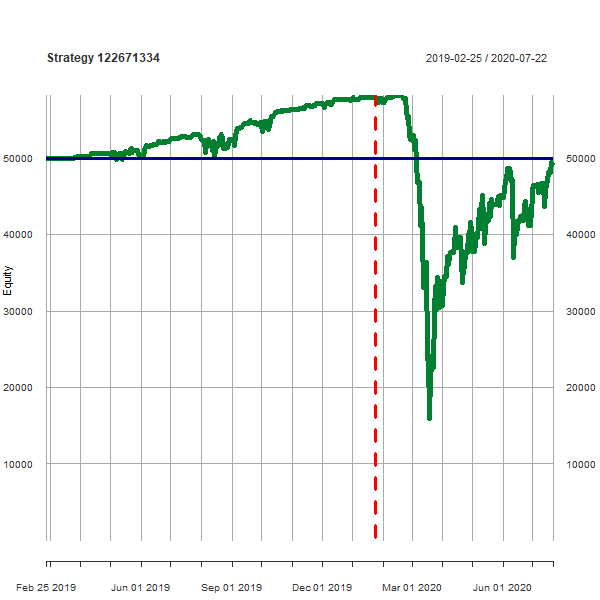 Strategy 122671334
2019-02-25 / 2020-07-22
50000
50000
40000
40000
Equity
30000
30000
20000
20000
10000
10000
Feb 25 2019
Jun 01 2019
Sep 01 2019
Dec 01 2019
Mar 01 2020
Jun 01 2020